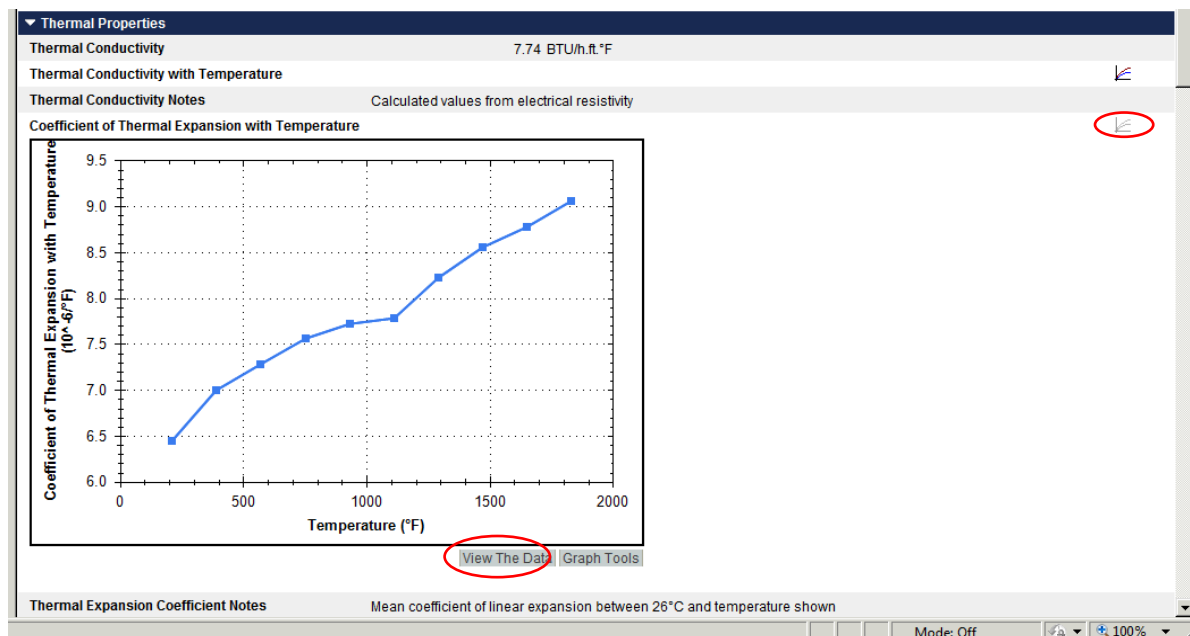 Thermal Properties
Thermal Conductivity 7.74 BTU/h.ft.°F
Thermal Conductivity with Temperature
Thermal Conductivity Notes Calculated values from electrical resistivity
Coefficient of Thermal Expansion with Temperature
Coefficient of Thermal Expansion with Temperature
(10^-6/°F)
9.5
9.0
8.5
8.0
7.5
7.0
6.5
6.0
0 500 1000 1500 2000
Temperature (°F)
View The Data Graph Tools
Thermal Expansion Coefficient Notes Mean coefficient of linear expansion between 26°C and temperature shown
Mode: Off 100%